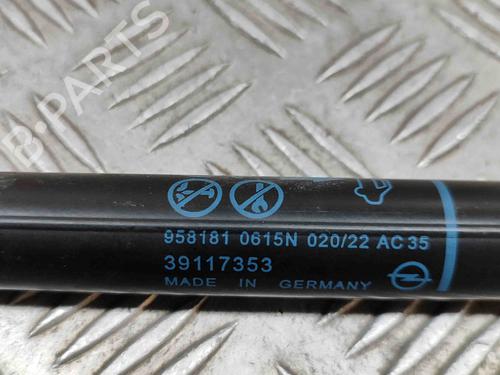 B-PARTS
958181 0615N 020/22 AC35
39117353
MADE IN GERMANY